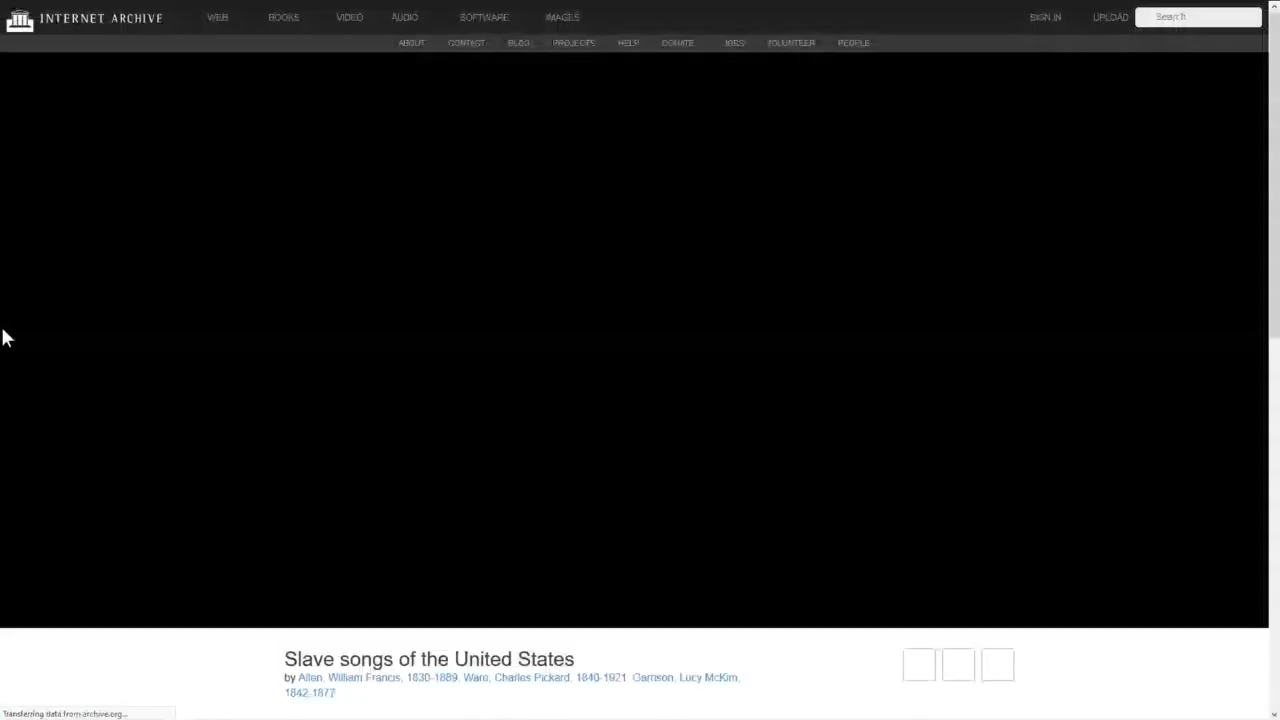 INTERNET ARCHIVE WEB BOOKS VIDEO AUDIO SOFTWARE IMAGES SIGN IN UPLOAD Search
ABOUT CONTACT BLOG PROJECTS HELP DONATE JOBS VOLUNTEER PEOPLE
Slave songs of the United States
by Allen, William Francis, 1830-1889. Ware, Charles Pickard, 1840-1921. Garrison, Lucy McKim,
1842-1877
Transferring data from archive.org...